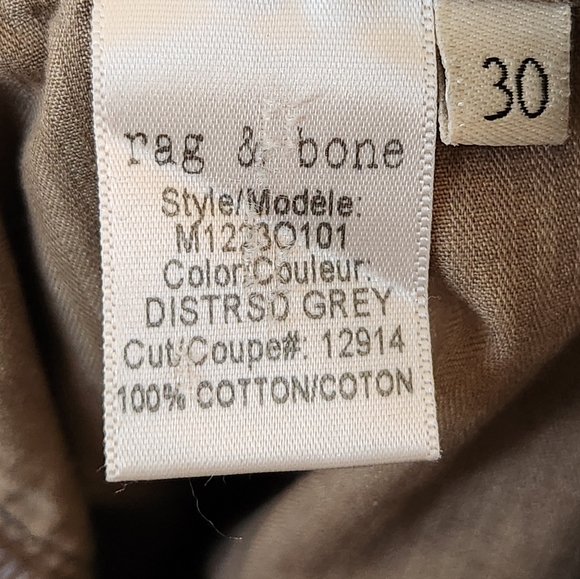 rag & bone
30
Style/Modèle:
M1223O101
Color/Couleur:
DISTRSD GREY
Cut/Coupe#: 12914
100% COTTON/COTON